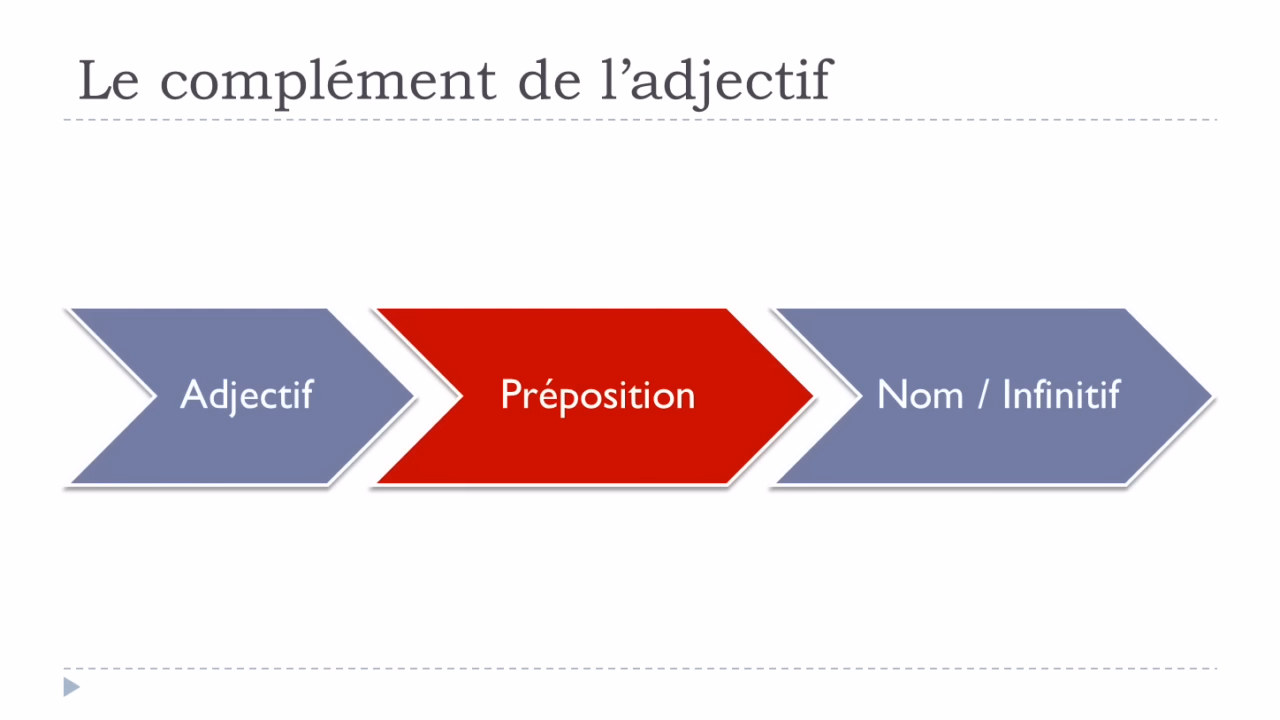 Le complément de l’adjectif
Adjectif
Préposition
Nom / Infinitif